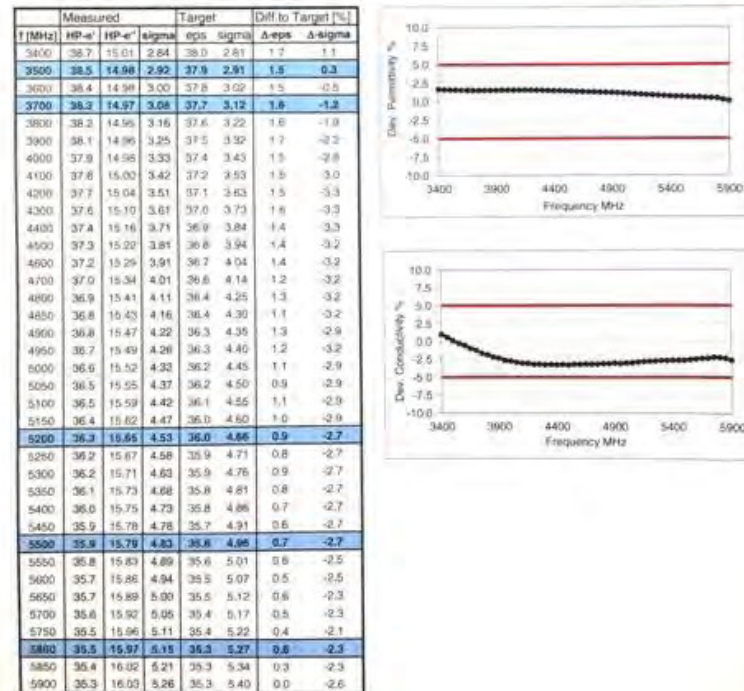 Measured Target Diff.to Target [%]
f [MHz] HP-e' HP-e" sigma eps sigma Δ-eps Δ-sigma
3400 38.7 15.01 2.84 38.0 2.81 1.7 1.1
3500 38.5 14.98 2.92 37.9 2.91 1.5 0.3
3600 38.4 14.98 3.00 37.8 3.02 1.5 -0.5
3700 38.3 14.97 3.08 37.7 3.12 1.6 -1.2
3800 38.2 14.95 3.16 37.6 3.22 1.6 -1.9
3900 38.1 14.96 3.25 37.5 3.32 1.7 -2.3
4000 37.9 14.98 3.33 37.4 3.43 1.5 -2.8
4100 37.8 15.00 3.42 37.2 3.53 1.5 3.0
4200 37.7 15.04 3.51 37.1 3.63 1.5 -3.3
4300 37.6 15.10 3.61 37.0 3.73 1.6 -3.3
4400 37.4 15.16 3.71 36.9 3.84 1.4 3.3
4500 37.3 15.22 3.81 36.8 3.94 1.4 -3.2
4600 37.2 15.29 3.91 36.7 4.04 1.4 -3.2
4700 37.0 15.34 4.01 36.6 4.14 1.2 -3.2
4800 36.9 15.41 4.11 36.4 4.25 1.3 -3.2
4850 36.8 15.43 4.16 36.4 4.30 1.1 -3.2
4900 36.8 15.47 4.22 36.3 4.35 1.3 -2.9
4950 36.7 15.49 4.26 36.3 4.40 1.2 -3.2
5000 36.6 15.52 4.32 36.2 4.45 1.1 -2.9
5050 36.5 15.55 4.37 36.2 4.50 0.9 -2.9
5100 36.5 15.59 4.42 36.1 4.55 1.1 -2.9
5150 36.4 15.62 4.47 36.0 4.60 1.0 -2.9
5200 36.3 15.65 4.53 36.0 4.66 0.9 -2.7
5250 36.2 15.67 4.58 35.9 4.71 0.8 -2.7
5300 36.2 15.71 4.63 35.9 4.76 0.9 -2.7
5350 36.1 15.73 4.68 35.8 4.81 0.8 -2.7
5400 36.0 15.75 4.73 35.8 4.86 0.7 -2.7
5450 35.9 15.78 4.78 35.7 4.91 0.6 -2.7
5500 35.9 15.79 4.83 35.6 4.96 0.7 -2.7
5550 35.8 15.83 4.89 35.6 5.01 0.6 -2.5
5600 35.7 15.86 4.94 35.5 5.07 0.5 -2.5
5650 35.7 15.89 5.00 35.5 5.12 0.6 -2.3
5700 35.6 15.92 5.05 35.4 5.17 0.5 -2.3
5750 35.5 15.96 5.11 35.4 5.22 0.4 -2.1
5800 35.5 15.97 5.15 35.3 5.27 0.6 -2.3
5850 35.4 16.02 5.21 35.3 5.34 0.3 -2.3
5900 35.3 16.03 5.26 35.3 5.40 0.0 -2.6
Dev. Permittivity %
10.0
7.5
5.0
2.5
0.0
-2.5
-5.0
-7.5
-10.0
3400 3900 4400 4900 5400 5900
Frequency MHz
Dev. Conductivity %
10.0
7.5
5.0
2.5
0.0
-2.5
-5.0
-7.5
-10.0
3400 3900 4400 4900 5400 5900
Frequency MHz